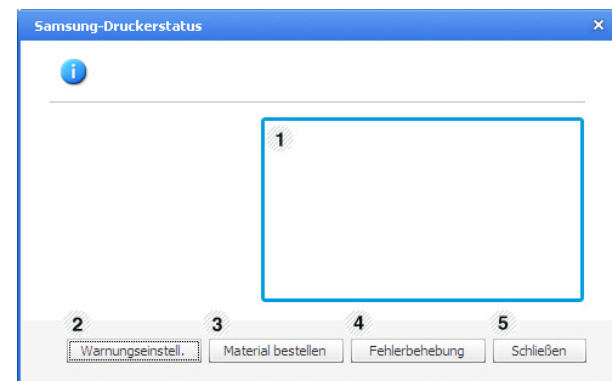 Samsung-Druckerstatus
1
2 3 4 5
Warnungseinstell. Material bestellen Fehlerbehebung Schließen